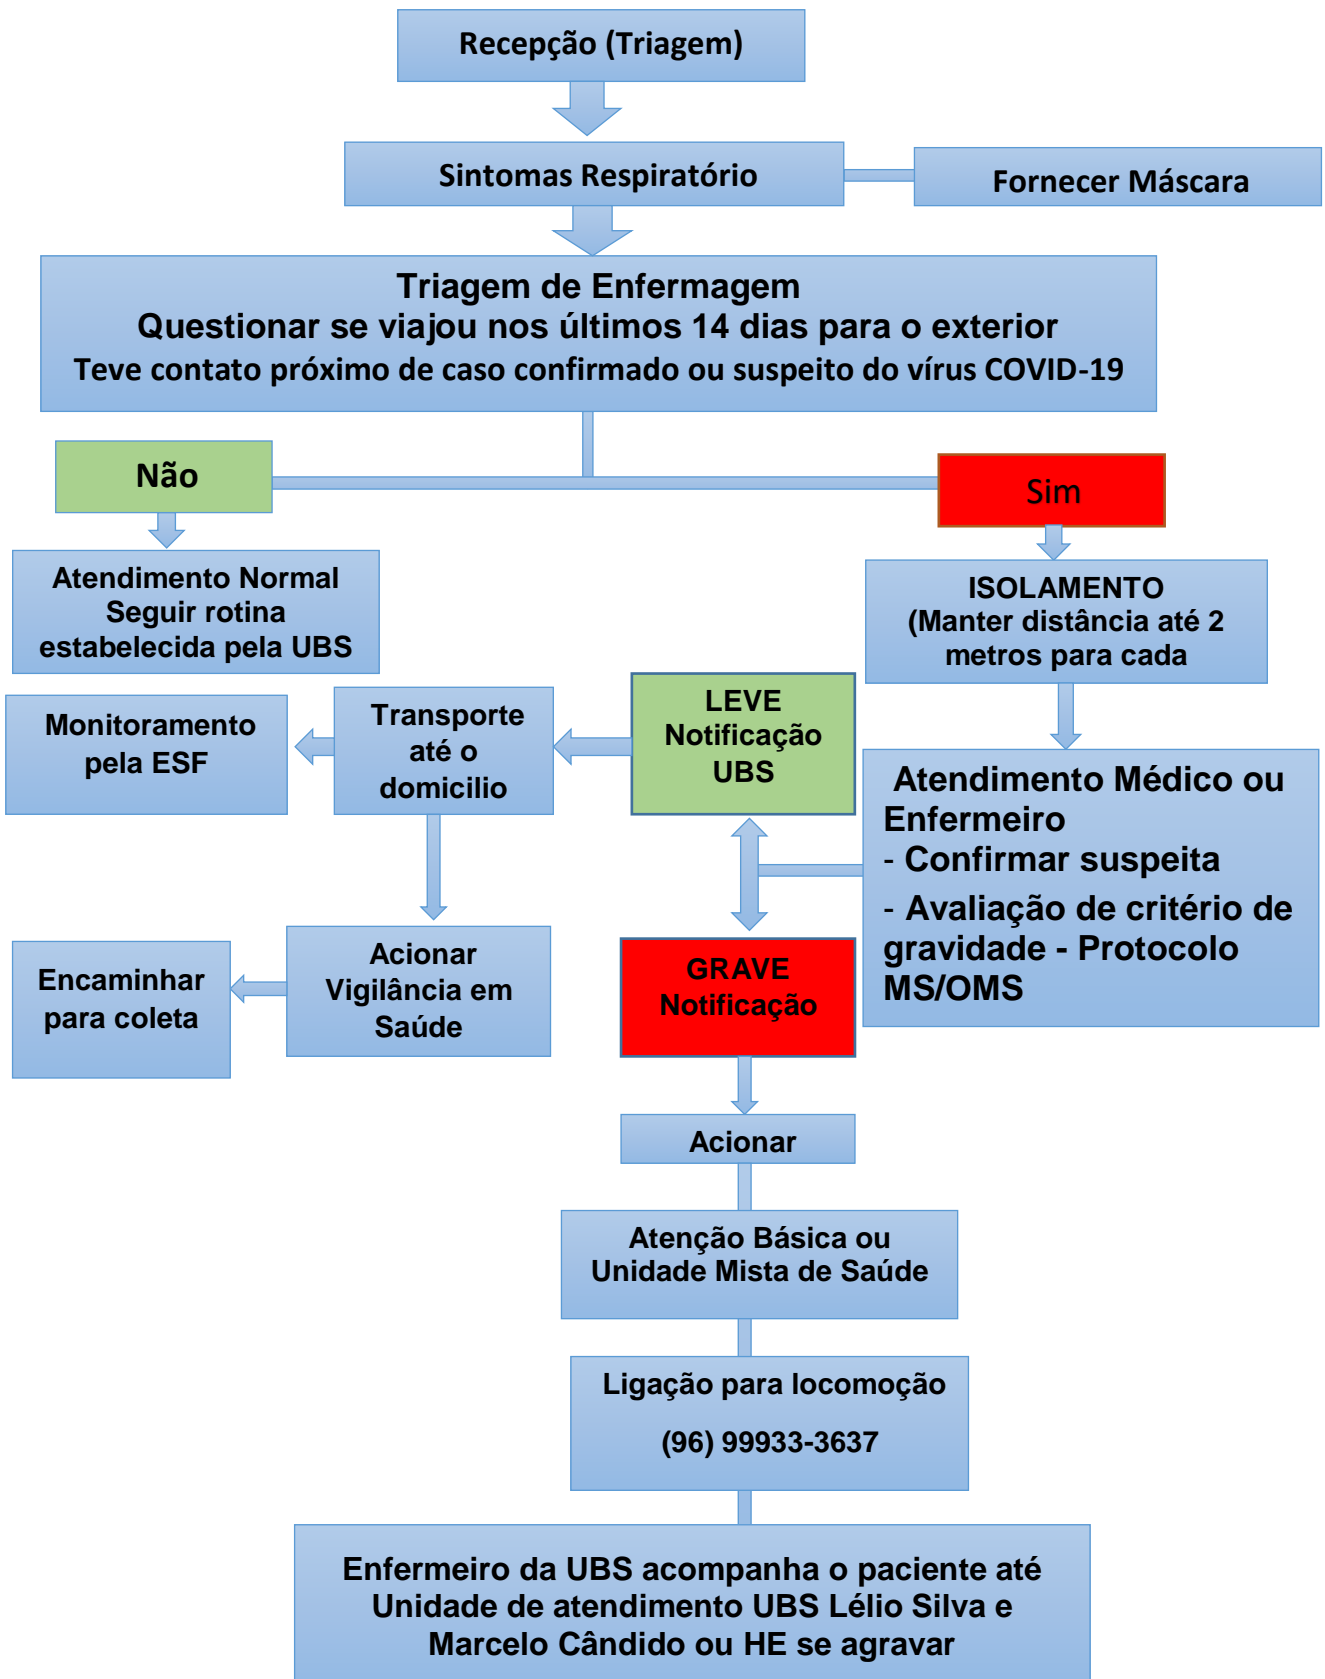 Recepção (Triagem)
Sintomas Respiratório
Fornecer Máscara
Triagem de Enfermagem
Questionar se viajou nos últimos 14 dias para o exterior
Teve contato próximo de caso confirmado ou suspeito do vírus COVID-19
Não
Sim
Atendimento Normal
Seguir rotina
estabelecida pela UBS
ISOLAMENTO
(Manter distância até 2
metros para cada
Monitoramento
pela ESF
Transporte
até o
domicilio
LEVE
Notificação
UBS
Atendimento Médico ou
Enfermeiro
- Confirmar suspeita
- Avaliação de critério de
gravidade - Protocolo
MS/OMS
Encaminhar
para coleta
Acionar
Vigilância em
Saúde
GRAVE
Notificação
Acionar
Atenção Básica ou
Unidade Mista de Saúde
Ligação para locomoção
(96) 99933-3637
Enfermeiro da UBS acompanha o paciente até
Unidade de atendimento UBS Lélio Silva e
Marcelo Cândido ou HE se agravar